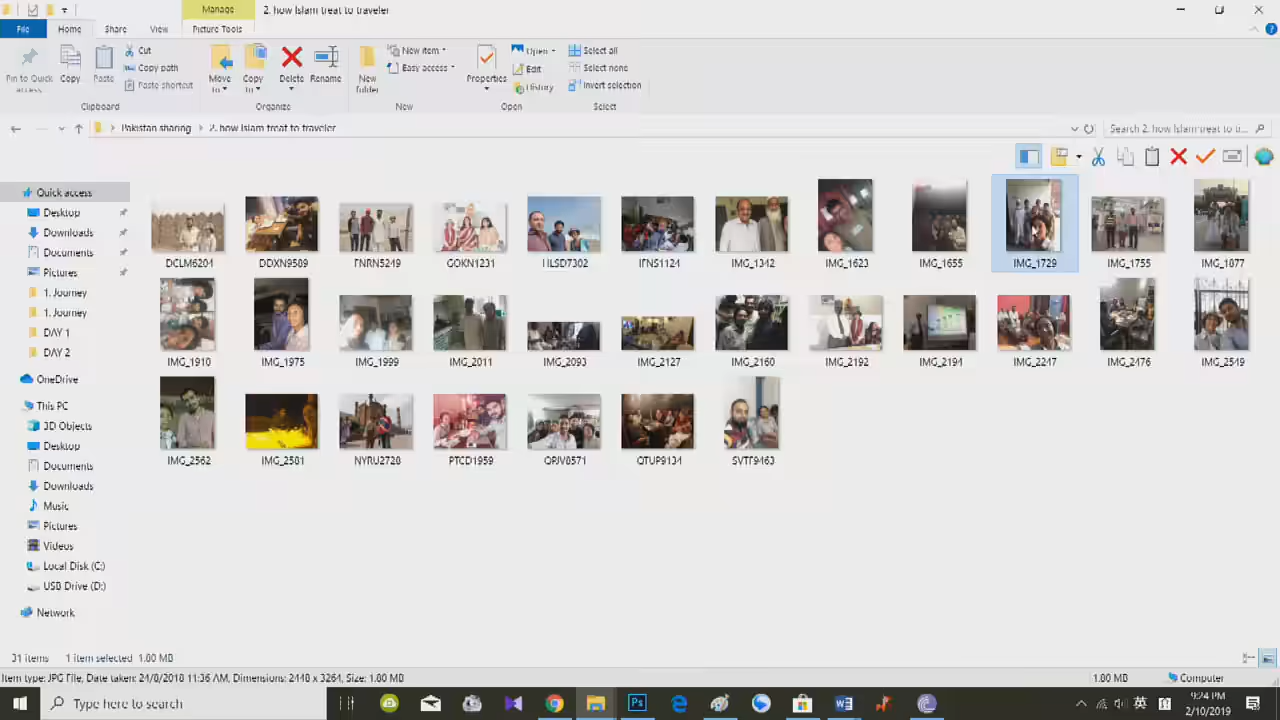 Manage
2. how Islam treat to traveler
File
Home
Share
View
Picture Tools
Pin to Quick access
Copy
Paste
Cut
Copy path
Paste shortcut
Move to
Copy to
Delete
Rename
New folder
New item
Easy access
Properties
Open
Edit
History
Select all
Select none
Invert selection
Clipboard
Organize
New
Open
Select
Pakistan sharing
2. how Islam treat to traveler
Search 2. how Islam treat to tr...
Quick access
Desktop
Downloads
Documents
Pictures
1. Journey
1. Journey
DAY 1
DAY 2
OneDrive
This PC
3D Objects
Desktop
Documents
Downloads
Music
Pictures
Videos
Local Disk (C:)
USB Drive (D:)
Network
DCLM6204
DDXN9589
FNRN5249
GOKN1231
HLSD7302
IFNS1124
IMG_1342
IMG_1623
IMG_1655
IMG_1729
IMG_1755
IMG_1877
IMG_1910
IMG_1975
IMG_1999
IMG_2011
IMG_2093
IMG_2127
IMG_2160
IMG_2192
IMG_2194
IMG_2247
IMG_2476
IMG_2549
IMG_2562
IMG_2581
NYRU2728
PTCD1959
QTUP9134
31 items
1 item selected 1.80 MB
Item type: JPG File, Date taken: 24/8/2018 11:36 AM, Dimensions: 2448 x 3264, Size: 1.80 MB
1.80 MB
Computer
Type here to search
英
9:24 PM
2/10/2019